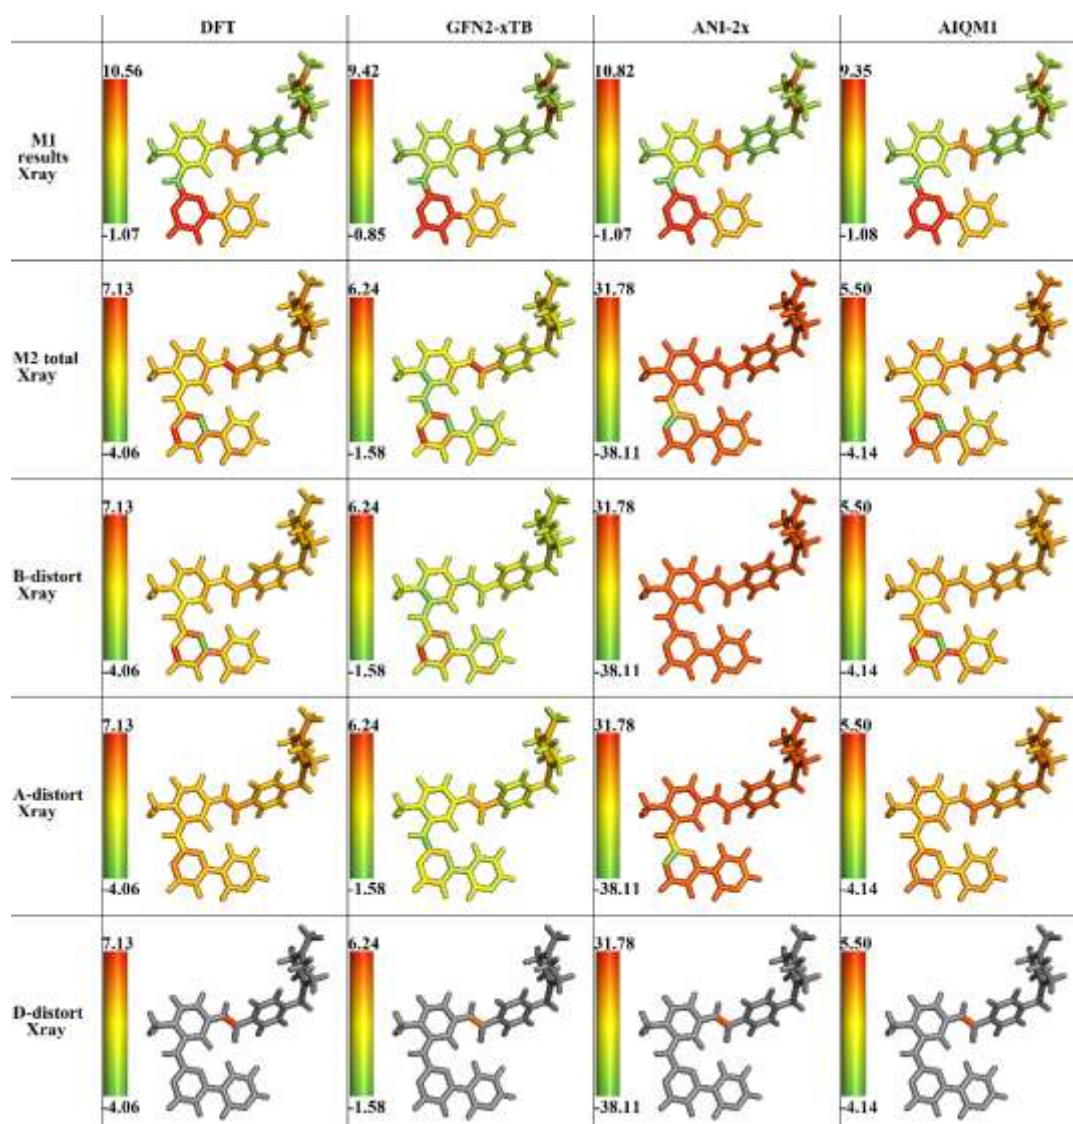 DFT GFN2-xTB ANI-2x AIQM1
10.56 9.42 10.82 9.35
M1
results
Xray
-1.07 -0.85 -1.07 -1.08
7.13 6.24 31.78 5.50
M2 total
Xray
-4.06 -1.58 -38.11 -4.14
7.13 6.24 31.78 5.50
B-distort
Xray
-4.06 -1.58 -38.11 -4.14
7.13 6.24 31.78 5.50
A-distort
Xray
-4.06 -1.58 -38.11 -4.14
7.13 6.24 31.78 5.50
D-distort
Xray
-4.06 -1.58 -38.11 -4.14